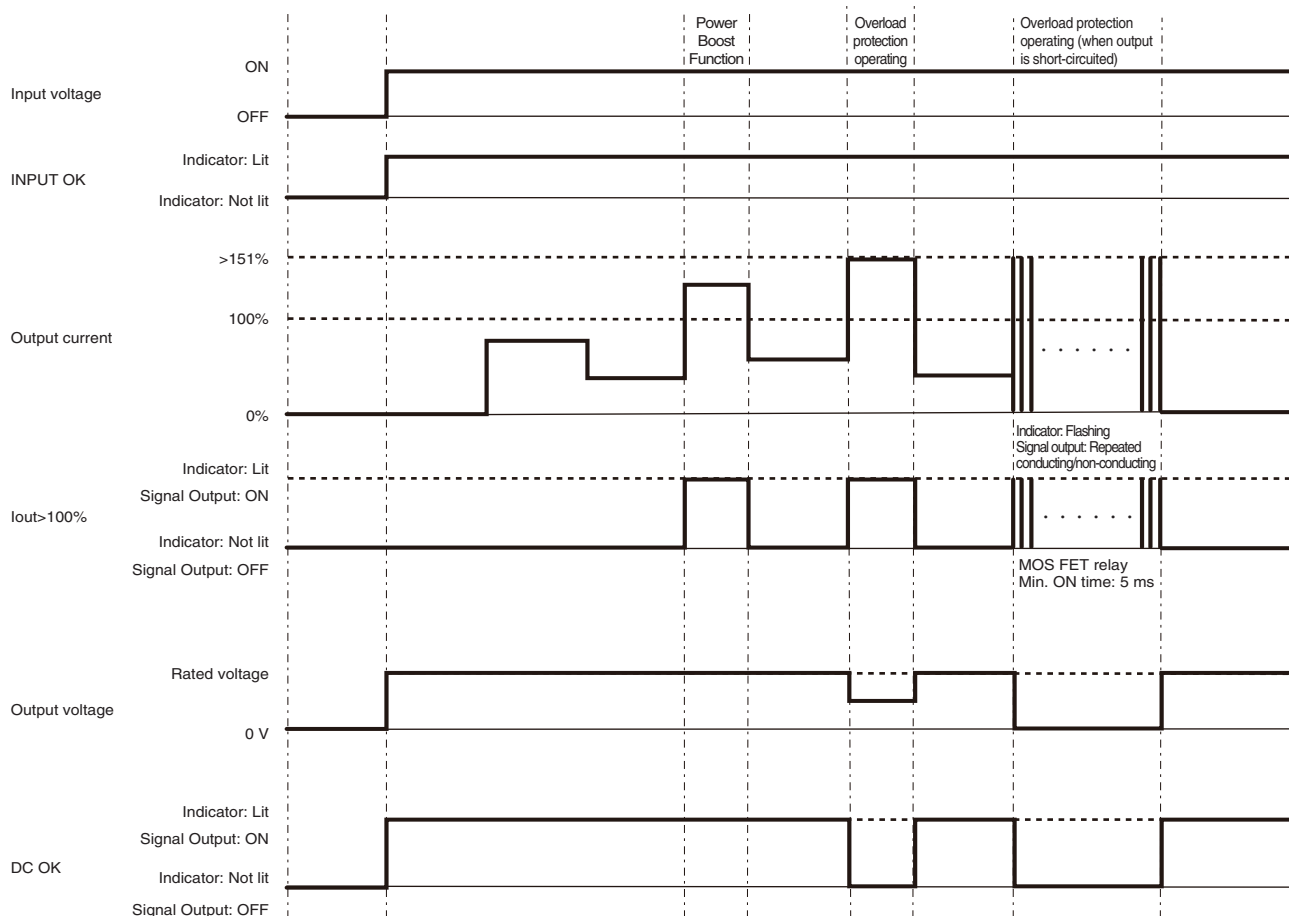 Power
Boost
Function
Overload
protection
operating
Overload protection
operating (when output
is short-circuited)
Input voltage
ON
OFF
INPUT OK
Indicator: Lit
Indicator: Not lit
Output current
>151%
100%
0%
. . . . . .
Indicator: Flashing
Signal output: Repeated
conducting/non-conducting
Iout>100%
Indicator: Lit
Signal Output: ON
Indicator: Not lit
Signal Output: OFF
. . . . . .
MOS FET relay
Min. ON time: 5 ms
Output voltage
Rated voltage
0 V
DC OK
Indicator: Lit
Signal Output: ON
Indicator: Not lit
Signal Output: OFF